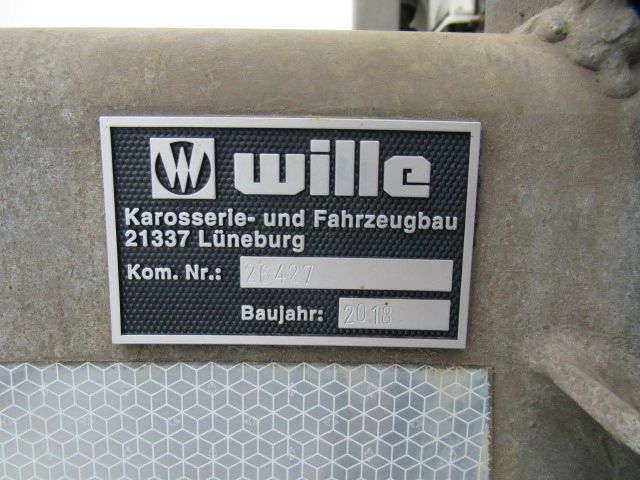 W wille
Karosserie- und Fahrzeugbau
21337 Lüneburg
Kom. Nr.: 26427
Baujahr: 2018